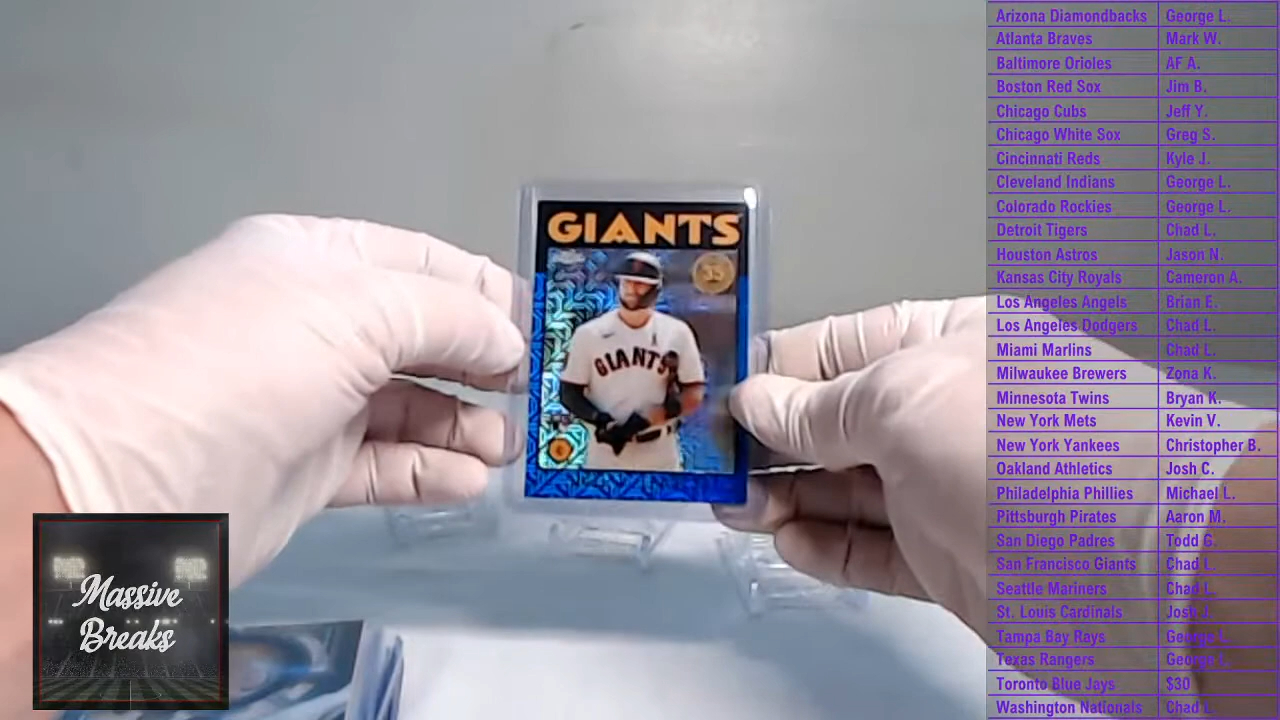 GIANTS
35
GIANTS
Massive
Breaks
Arizona Diamondbacks George L.
Atlanta Braves Mark W.
Baltimore Orioles AF A.
Boston Red Sox Jim B.
Chicago Cubs Jeff Y.
Chicago White Sox Greg S.
Cincinnati Reds Kyle J.
Cleveland Indians George L.
Colorado Rockies George L.
Detroit Tigers Chad L.
Houston Astros Jason N.
Kansas City Royals Cameron A.
Los Angeles Angels Brian E.
Los Angeles Dodgers Chad L.
Miami Marlins Chad L.
Milwaukee Brewers Zona K.
Minnesota Twins Bryan K.
New York Mets Kevin V.
New York Yankees Christopher B.
Oakland Athletics Josh C.
Philadelphia Phillies Michael L.
Pittsburgh Pirates Aaron M.
San Diego Padres Todd G.
San Francisco Giants Chad L.
Seattle Mariners Chad L.
St. Louis Cardinals Josh J.
Tampa Bay Rays George L.
Texas Rangers George L.
Toronto Blue Jays $30
Washington Nationals Chad L.